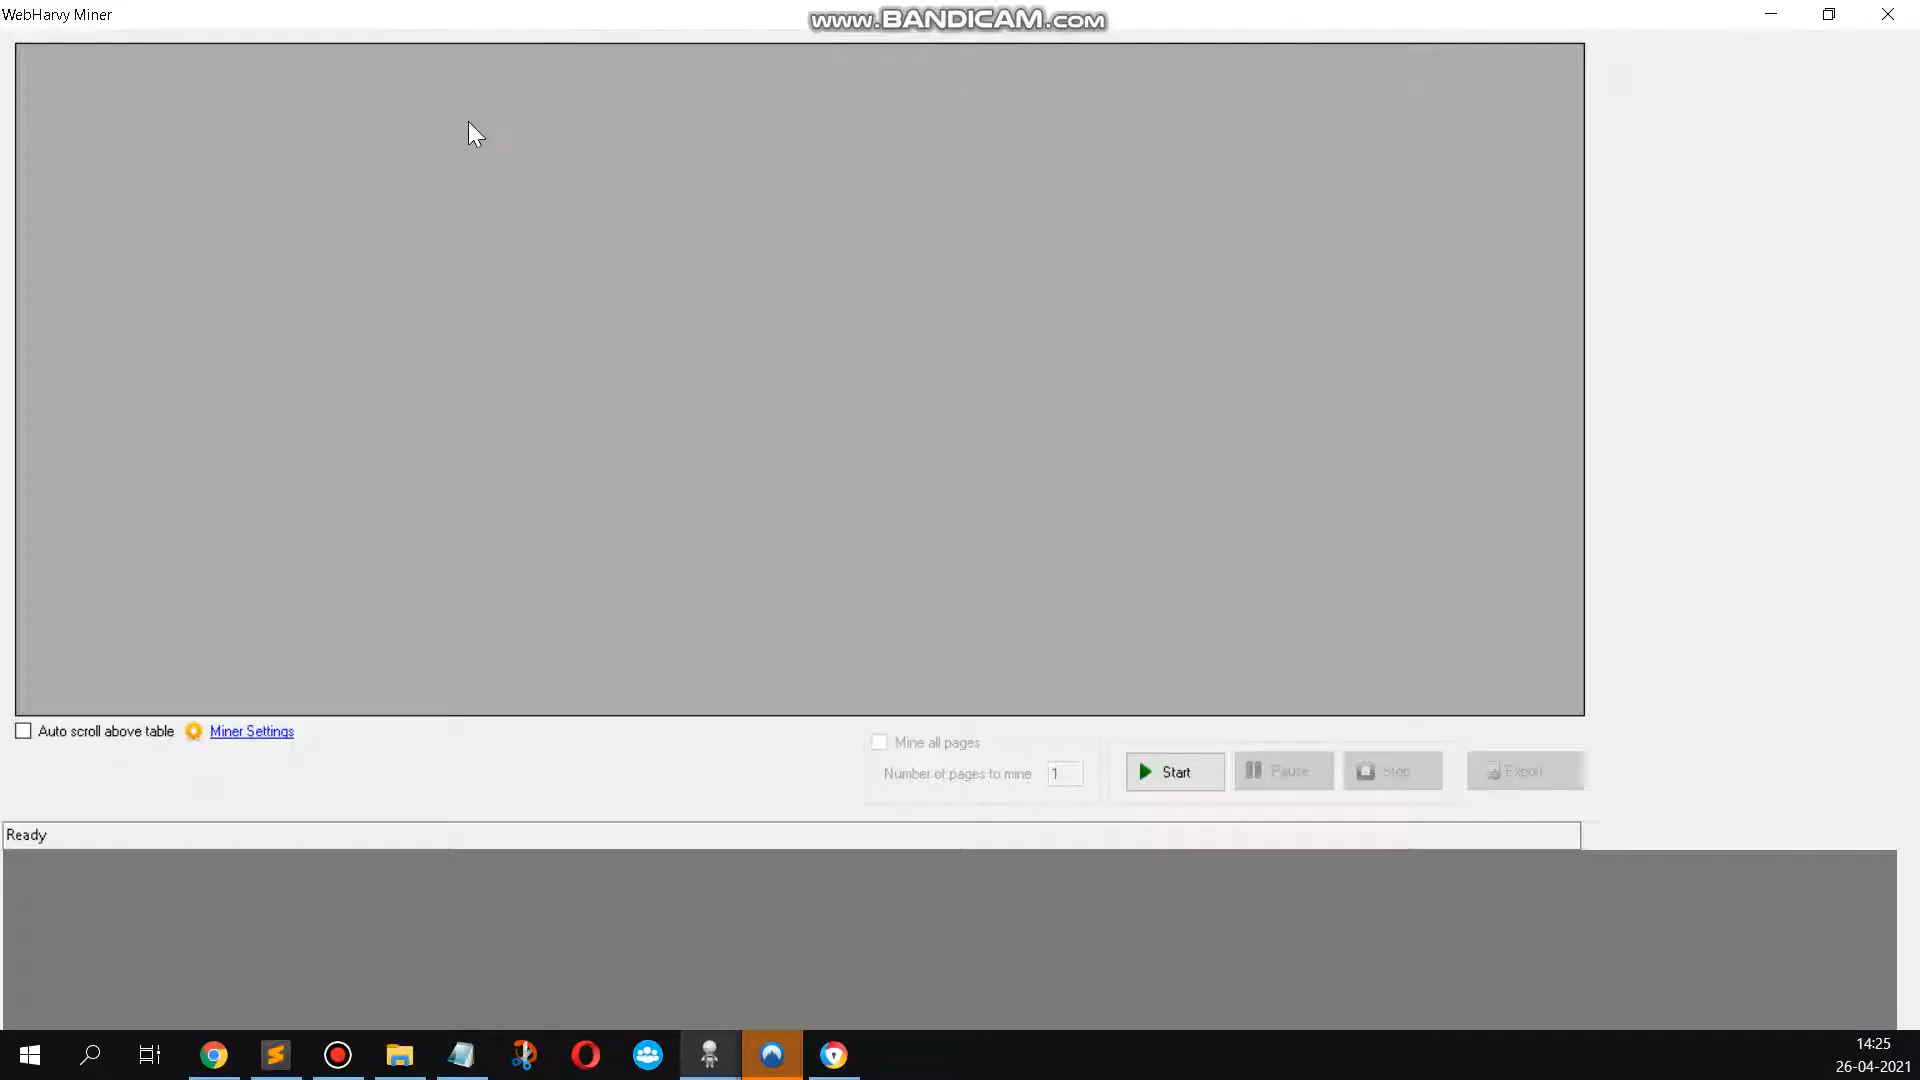 WebHarvy Miner
www.BANDICAM.com
Auto scroll above table
Miner Settings
Mine all pages
Number of pages to mine 1
Start
Pause
Stop
Export
Ready
14:25
26-04-2021